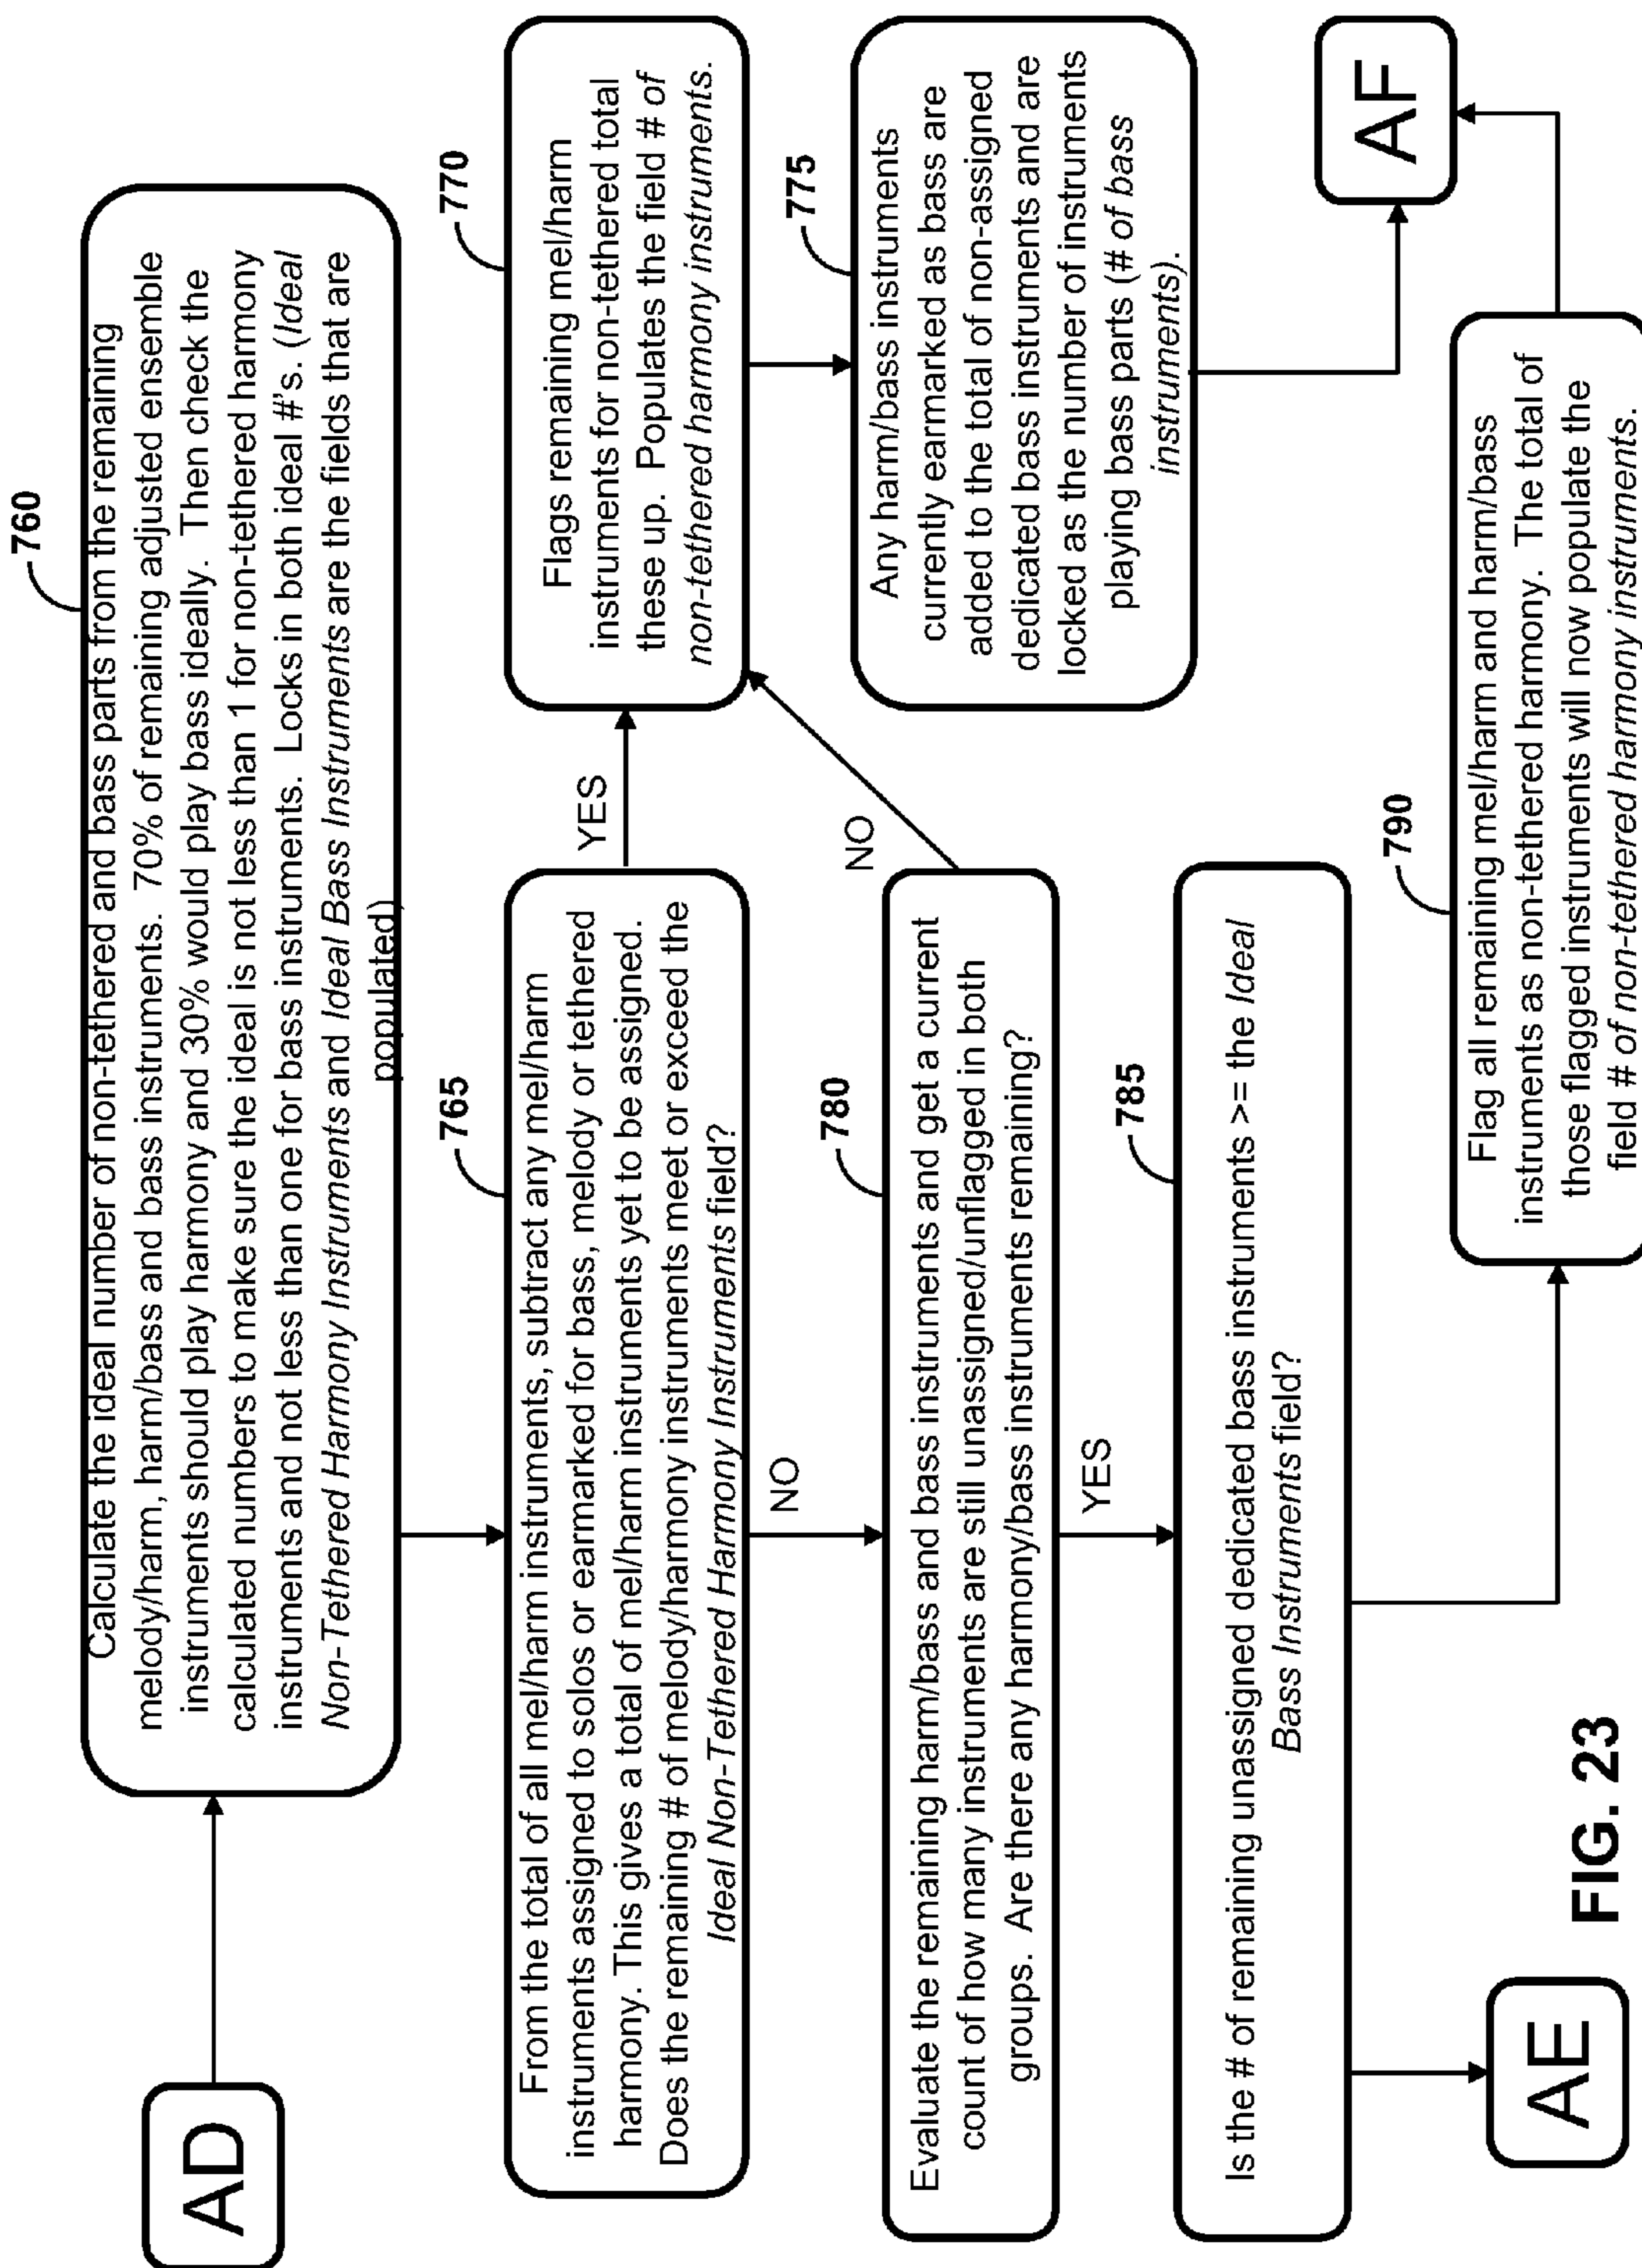 AD
760
Calculate the ideal number of non-tethered and bass parts from the remaining
melody/harm, harm/bass and bass instruments.  70% of remaining adjusted ensemble
instruments should play harmony and 30% would play bass ideally.  Then check the
calculated numbers to make sure the ideal is not less than 1 for non-tethered harmony
instruments and not less than one for bass instruments.  Locks in both ideal #'s. (Ideal
Non-Tethered Harmony Instruments and Ideal Bass Instruments are the fields that are
populated)
765
From the total of all mel/harm instruments, subtract any mel/harm
instruments assigned to solos or earmarked for bass, melody or tethered
harmony. This gives a total of mel/harm instruments yet to be assigned.
Does the remaining # of melody/harmony instruments meet or exceed the
Ideal Non-Tethered Harmony Instruments field?
YES
NO
770
Flags remaining mel/harm
instruments for non-tethered total
these up.  Populates the field # of
non-tethered harmony instruments.
775
Any harm/bass instruments
currently earmarked as bass are
added to the total of non-assigned
dedicated bass instruments and are
locked as the number of instruments
playing bass parts (# of bass
instruments).
780
Evaluate the remaining harm/bass and bass instruments and get a current
count of how many instruments are still unassigned/unflagged in both
groups.  Are there any harmony/bass instruments remaining?
NO
YES
785
Is the # of remaining unassigned dedicated bass instruments >= the Ideal
Bass Instruments field?
790
Flag all remaining mel/harm and harm/bass
instruments as non-tethered harmony.  The total of
those flagged instruments will now populate the
field # of non-tethered harmony instruments.
AF
AE
FIG. 23